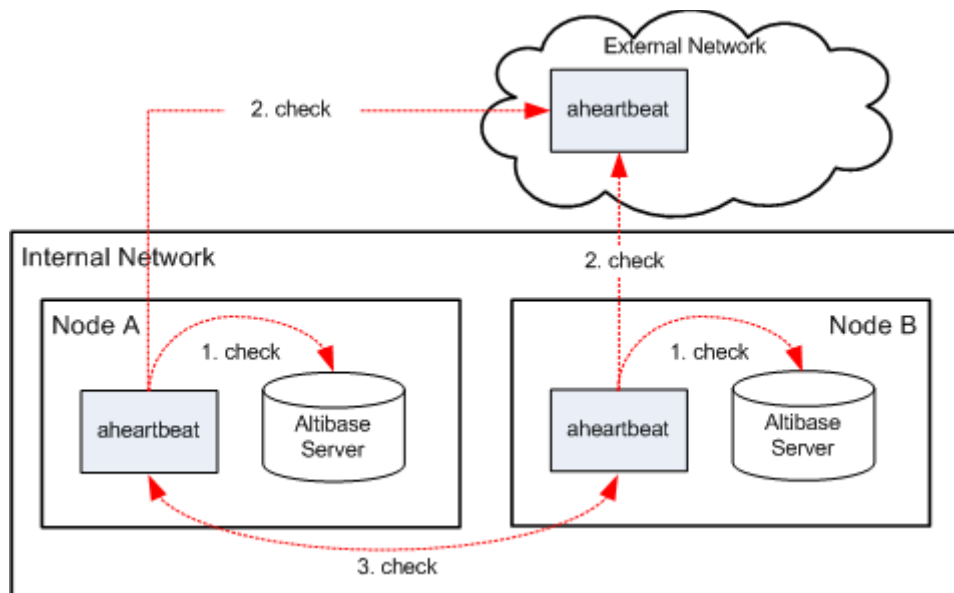 External Network
aheartbeat
2. check
Internal Network
2. check
Node A
Node B
1. check
1. check
aheartbeat
Altibase
Server
aheartbeat
Altibase
Server
3. check